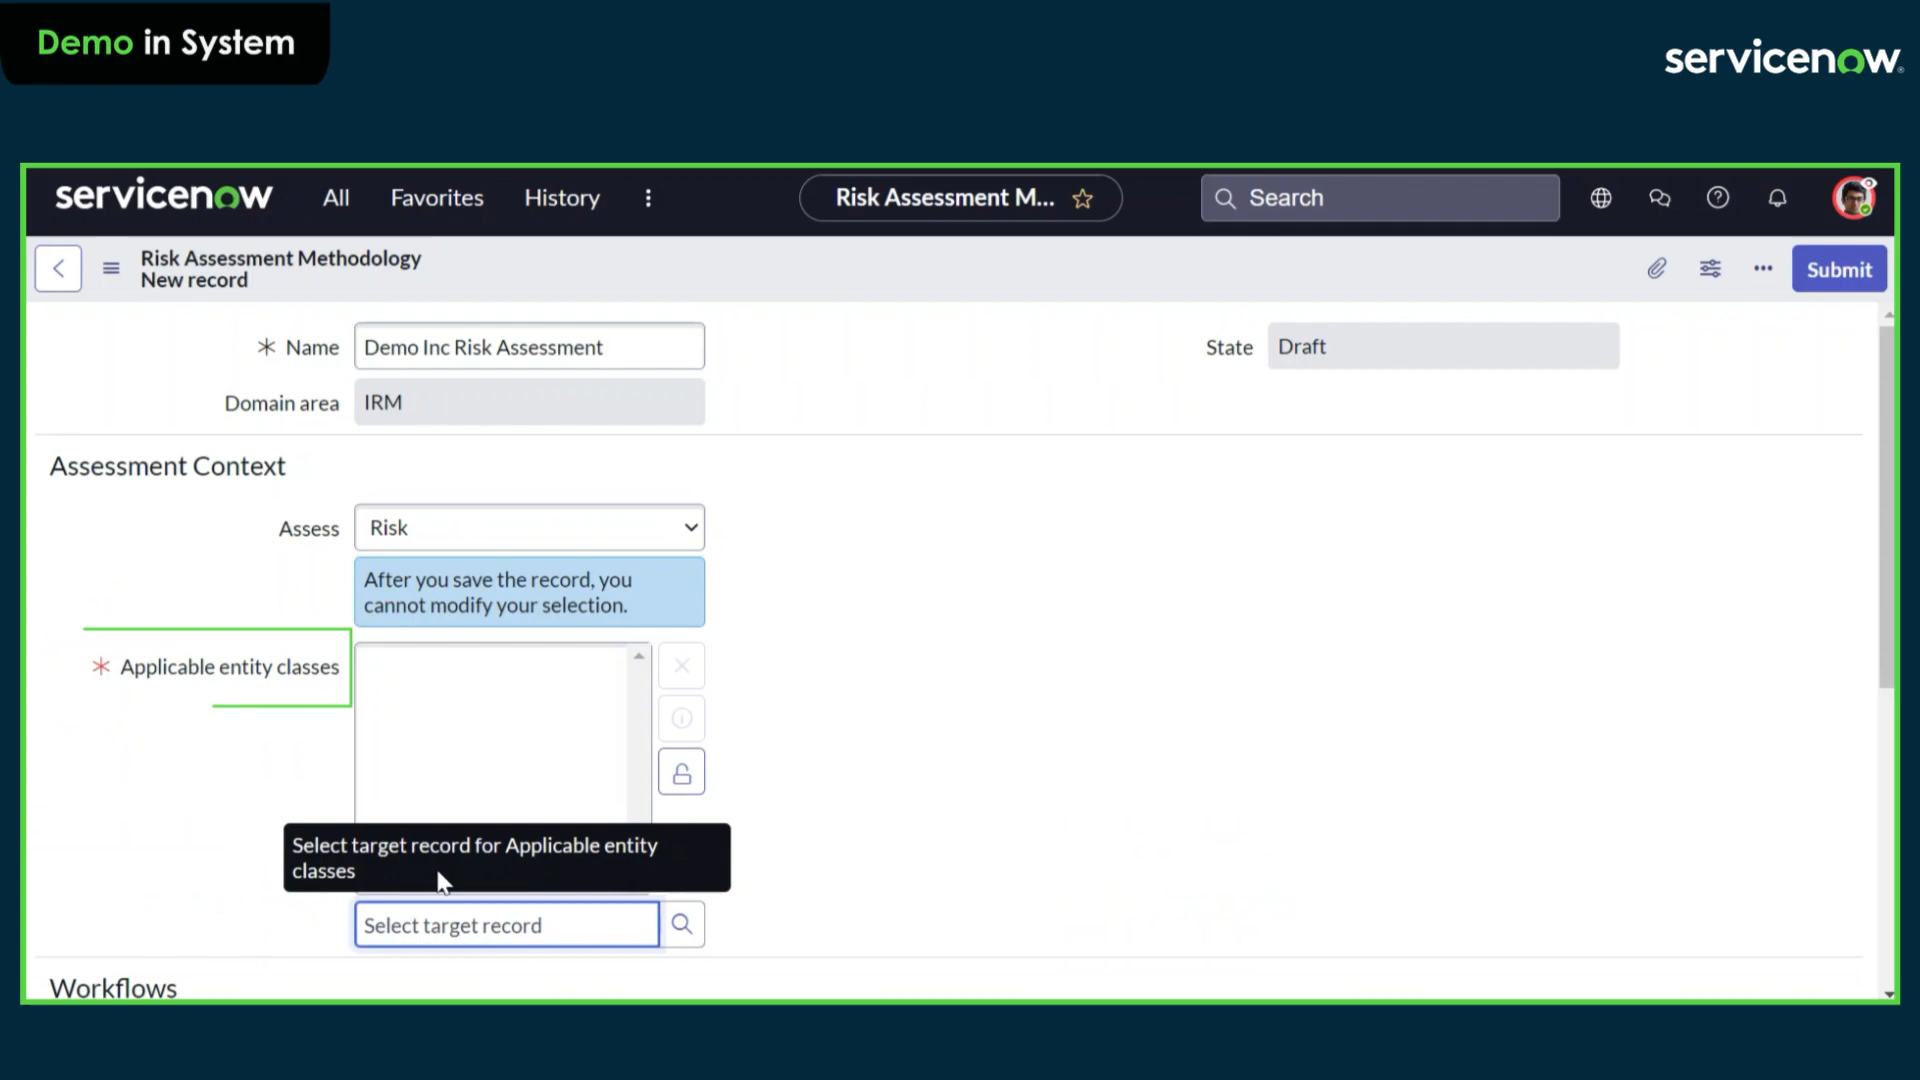 Demo in System
servicenow
servicenow
All
Favorites
History
Risk Assessment M...
Search
Risk Assessment Methodology
New record
Submit
Name
Demo Inc Risk Assessment
State
Draft
Domain area
IRM
Assessment Context
Assess
Risk
After you save the record, you
cannot modify your selection.
Applicable entity classes
Select target record for Applicable entity
classes
Select target record
Workflows